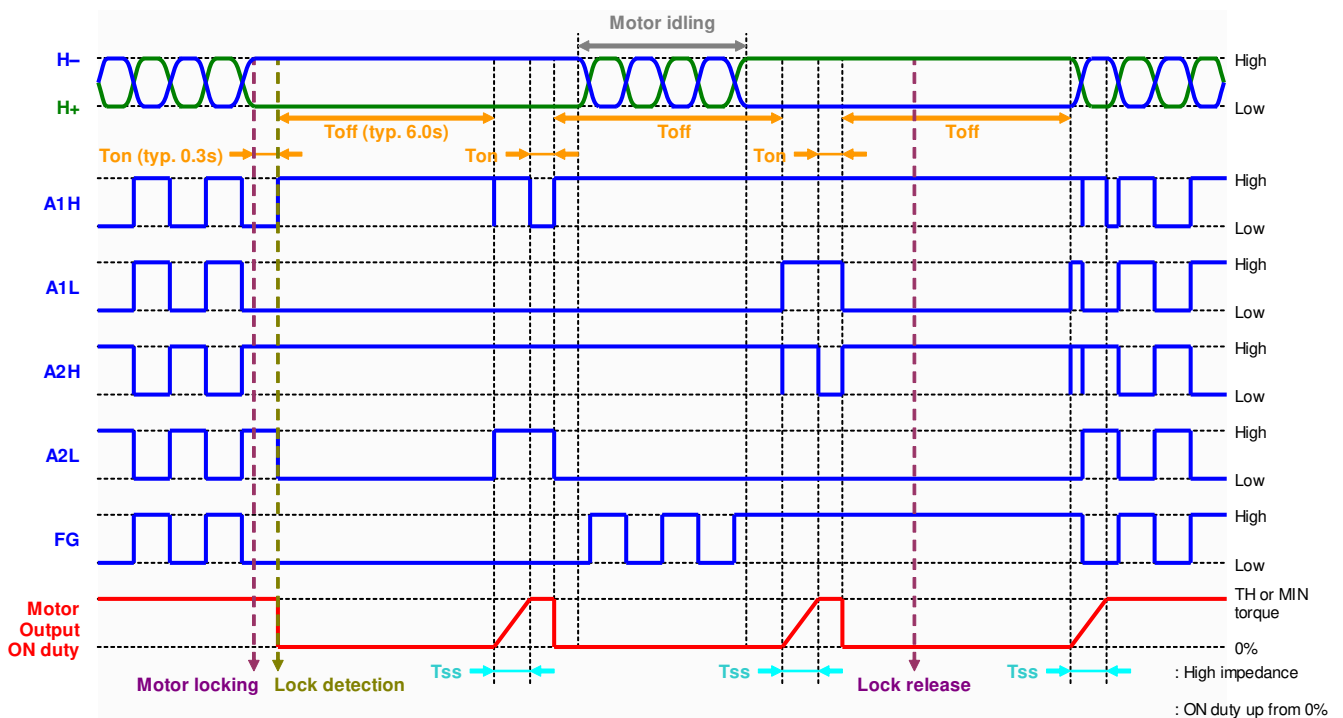 Motor idling
H–
High
H+
Low
Toff (typ. 6.0s)
Toff
Toff
Ton (typ. 0.3s)
Ton
Ton
High
A1H
Low
High
A1L
Low
High
A2H
Low
High
A2L
Low
High
FG
Low
TH or MIN
torque
Motor
Output
ON duty
0%
Tss
Tss
Tss
: High impedance
Motor locking
Lock detection
Lock release
: ON duty up from 0%